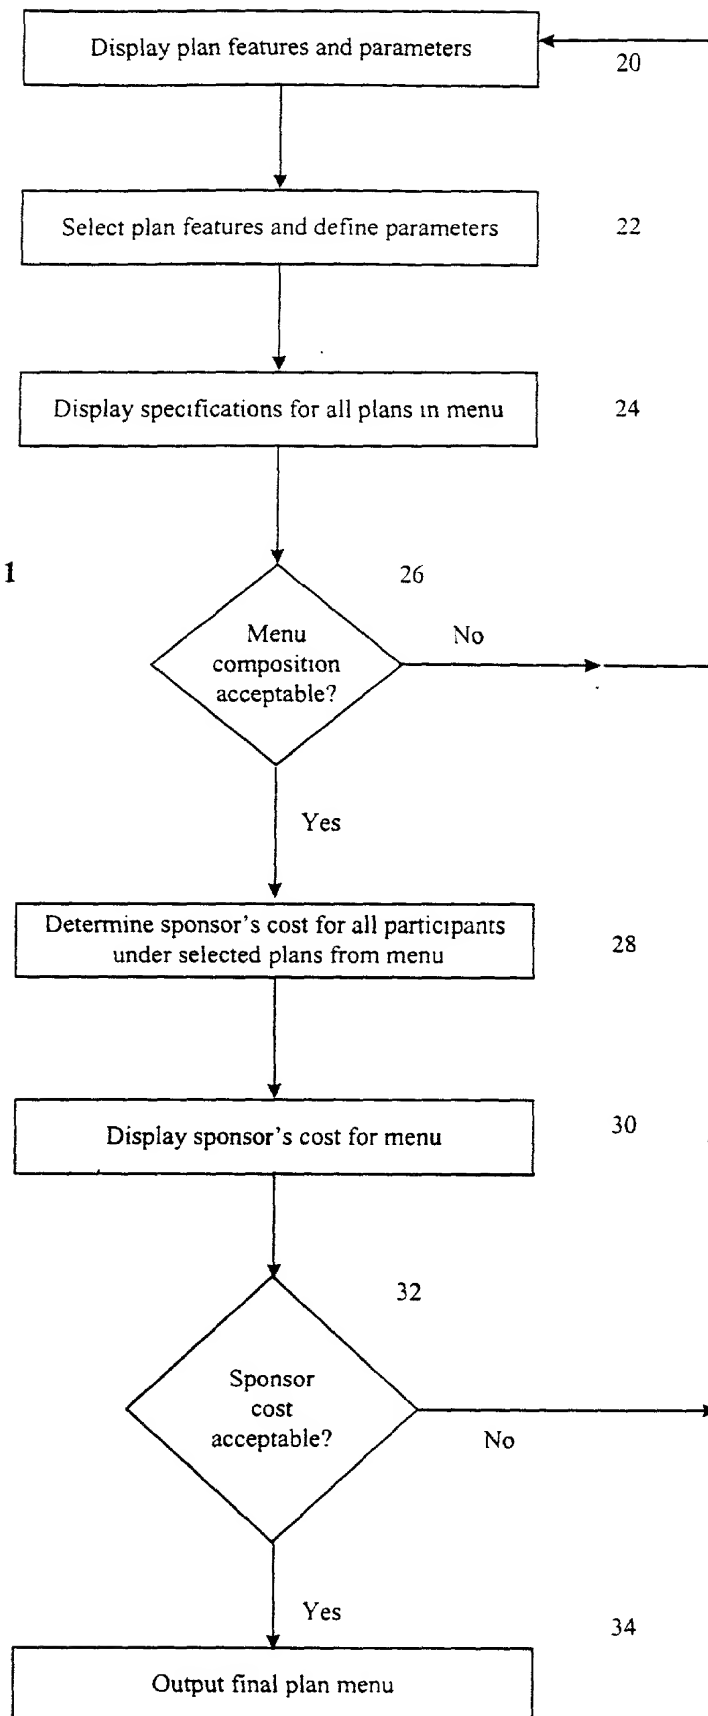 Display plan features and parameters
20
Select plan features and define parameters
22
Display specifications for all plans in menu
24
1
26
Menu
composition
acceptable?
No
Yes
Determine sponsor's cost for all participants
under selected plans from menu
28
Display sponsor's cost for menu
30
32
Sponsor
cost
acceptable?
No
Yes
34
Output final plan menu